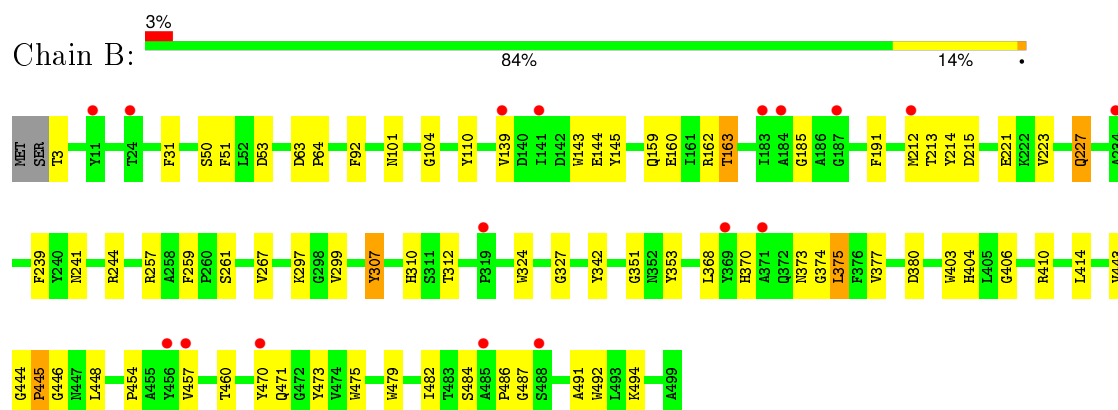 3%
Chain B:
84% 14% •
MET SER T3 Y11 T24 F31 S50 F51 L52 D53 D63 P64 F92 N101 G104 Y110 V139 D140 I141 D142 W143 E144 Y145 Q159 E160 I161 R162 T163 I183 A184 G185 A186 G187 F191 M212 T213 Y214 D215 E221 K222 V223 Q227 A234
F239 Y240 N241 R244 R257 A258 F259 P260 S261 V267 K297 G298 V299 Y307 H310 S311 T312 P319 W324 G327 Y342 G351 N352 Y353 L368 Y369 H370 A371 Q372 N373 G374 L375 F376 V377 D380 W403 H404 L405 G406 R410 L414
G444 P445 G446 N447 L448 P454 A455 Y456 V457 T460 Y470 Q471 G472 Y473 V474 W475 W479 I482 T483 S484 A485 P486 G487 S488 A491 W492 L493 K494 A499